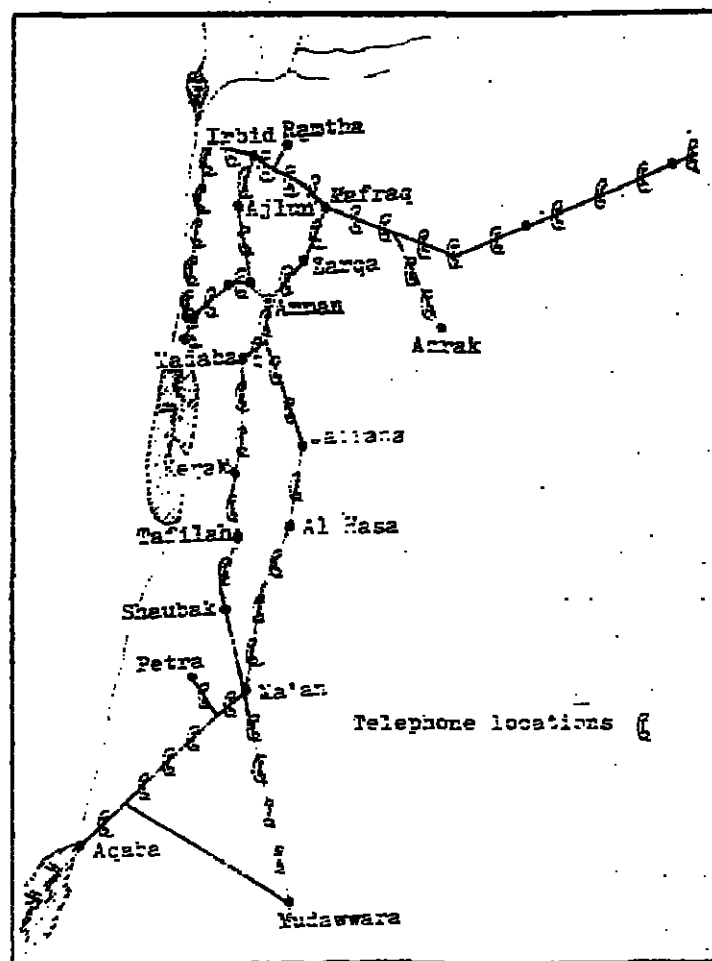 Irbid Ramtha
Ajlun
Mafraq
Zarqa
Amman
Azrak
Madaba
Kerak
Tafilah
Al Hasa
Shaubak
Petra
Ma'an
Telephone locations
Aqaba
Mudawwara